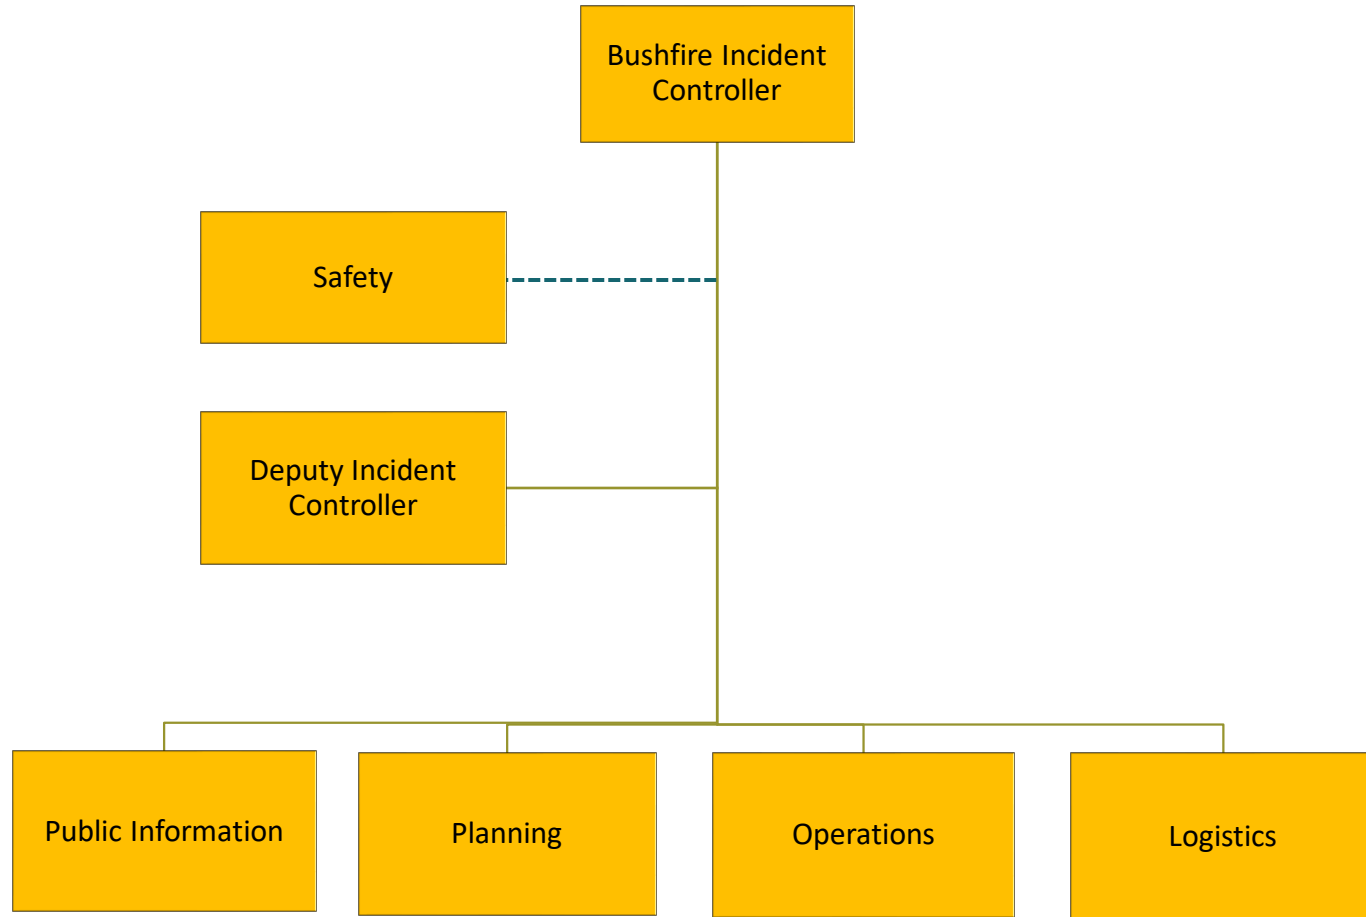 Bushfire Incident
Controller
Safety
Deputy Incident
Controller
Public Information
Planning
Operations
Logistics